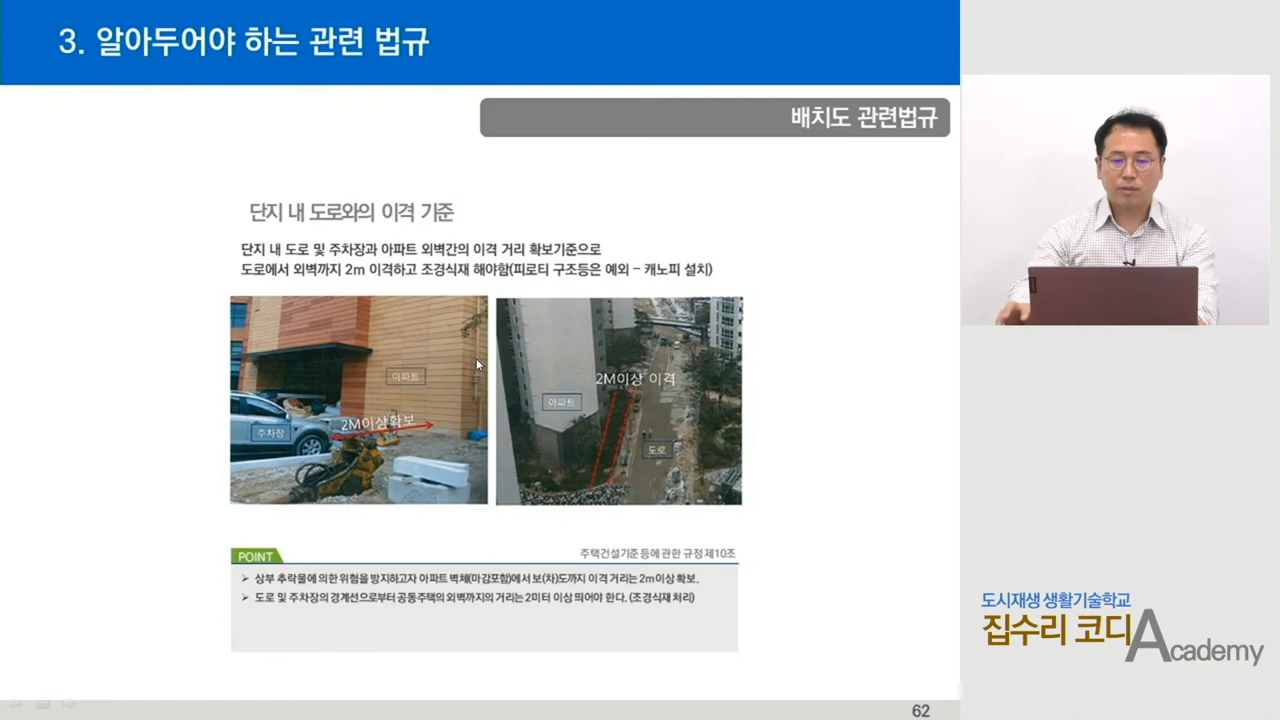 3. 알아두어야 하는 관련 법규
배치도 관련법규
단지 내 도로와의 이격 기준
단지 내 도로 및 주차장과 아파트 외벽간의 이격 거리 확보기준으로
도로에서 외벽까지 2m 이격하고 조경식재 해야함(피로티 구조등은 예외 – 캐노피 설치)
아파트
2M이상확보
주차장
2M이상 이격
아파트
도로
POINT
주택건설기준 등에 관한 규정 제10조
➢ 상부 추락물에 의한 위험을 방지하고자 아파트 벽체(마감포함)에서 보(차)도까지 이격 거리는 2m이상 확보.
➢ 도로 및 주차장의 경계선으로부터 공동주택의 외벽까지의 거리는 2미터 이상 띄어야 한다. (조경식재 처리)
62
도시재생 생활기술학교
집수리 코디 Academy